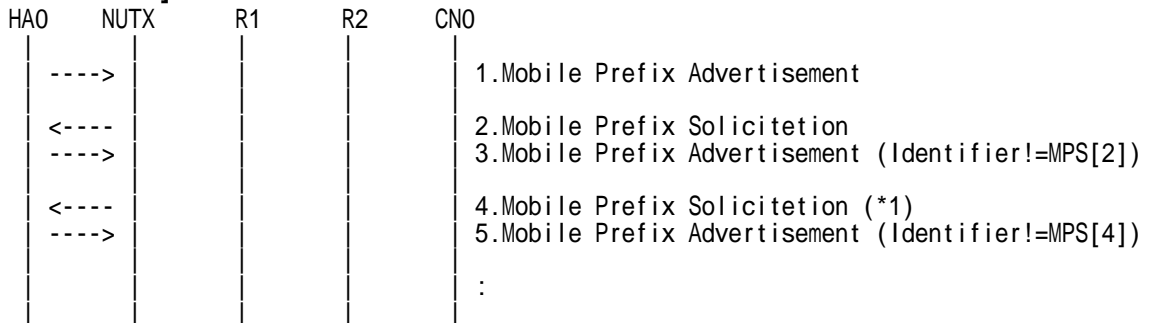 HA0 NUTX R1 R2 CN0
----> 1.Mobile Prefix Advertisement
<---- 2.Mobile Prefix Solicitetion
----> 3.Mobile Prefix Advertisement (Identifier!=MPS[2])
<---- 4.Mobile Prefix Solicitetion (*1)
----> 5.Mobile Prefix Advertisement (Identifier!=MPS[4])
: